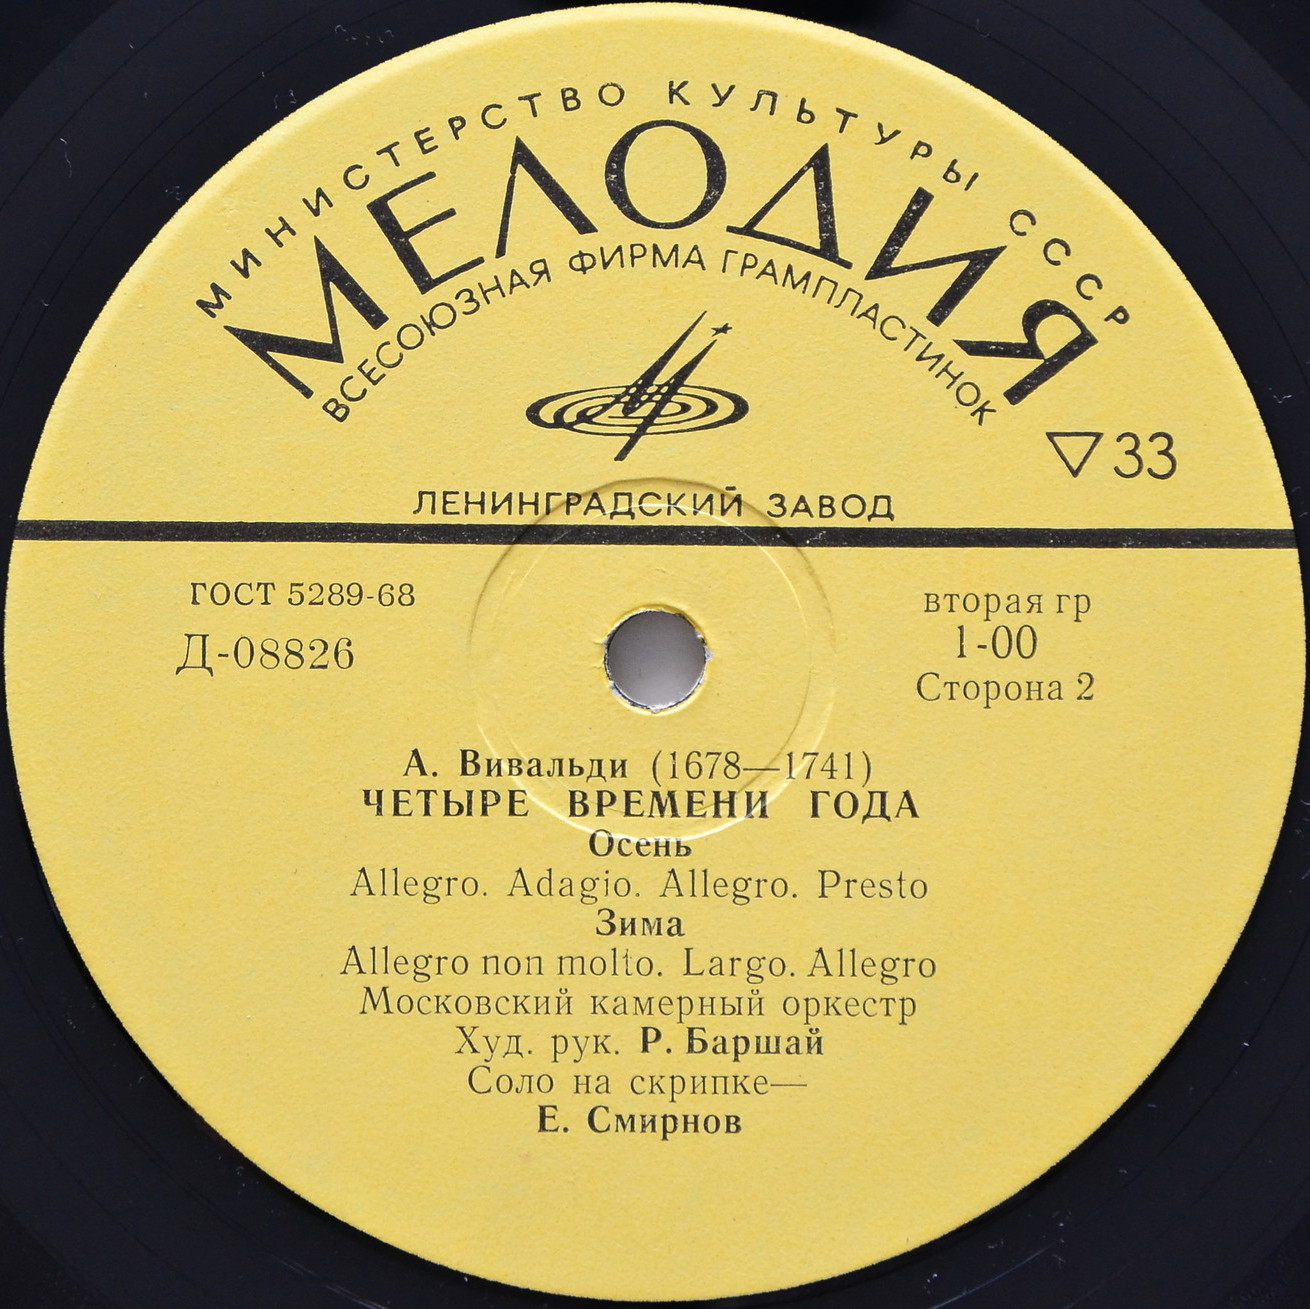 МИНИСТЕРСТВО КУЛЬТУРЫ СССР
МЕЛОДИЯ
ВСЕСОЮЗНАЯ ФИРМА ГРАМПЛАСТИНОК
▽33
ЛЕНИНГРАДСКИЙ ЗАВОД
ГОСТ 5289-68
Д-08826
вторая гр
1-00
Сторона 2
А. Вивальди (1678—1741)
ЧЕТЫРЕ ВРЕМЕНИ ГОДА
Осень
Allegro. Adagio. Allegro. Presto
Зима
Allegro non molto. Largo. Allegro
Московский камерный оркестр
Худ. рук. Р. Баршай
Соло на скрипке—
Е. Смирнов